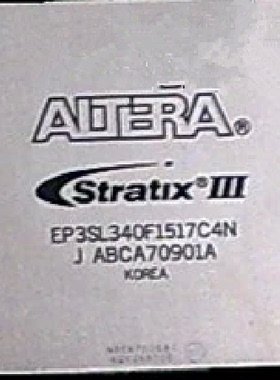 ALTERA®
Stratix® III
EP3SL340F1517C4N
J ABCA70901A
KOREA